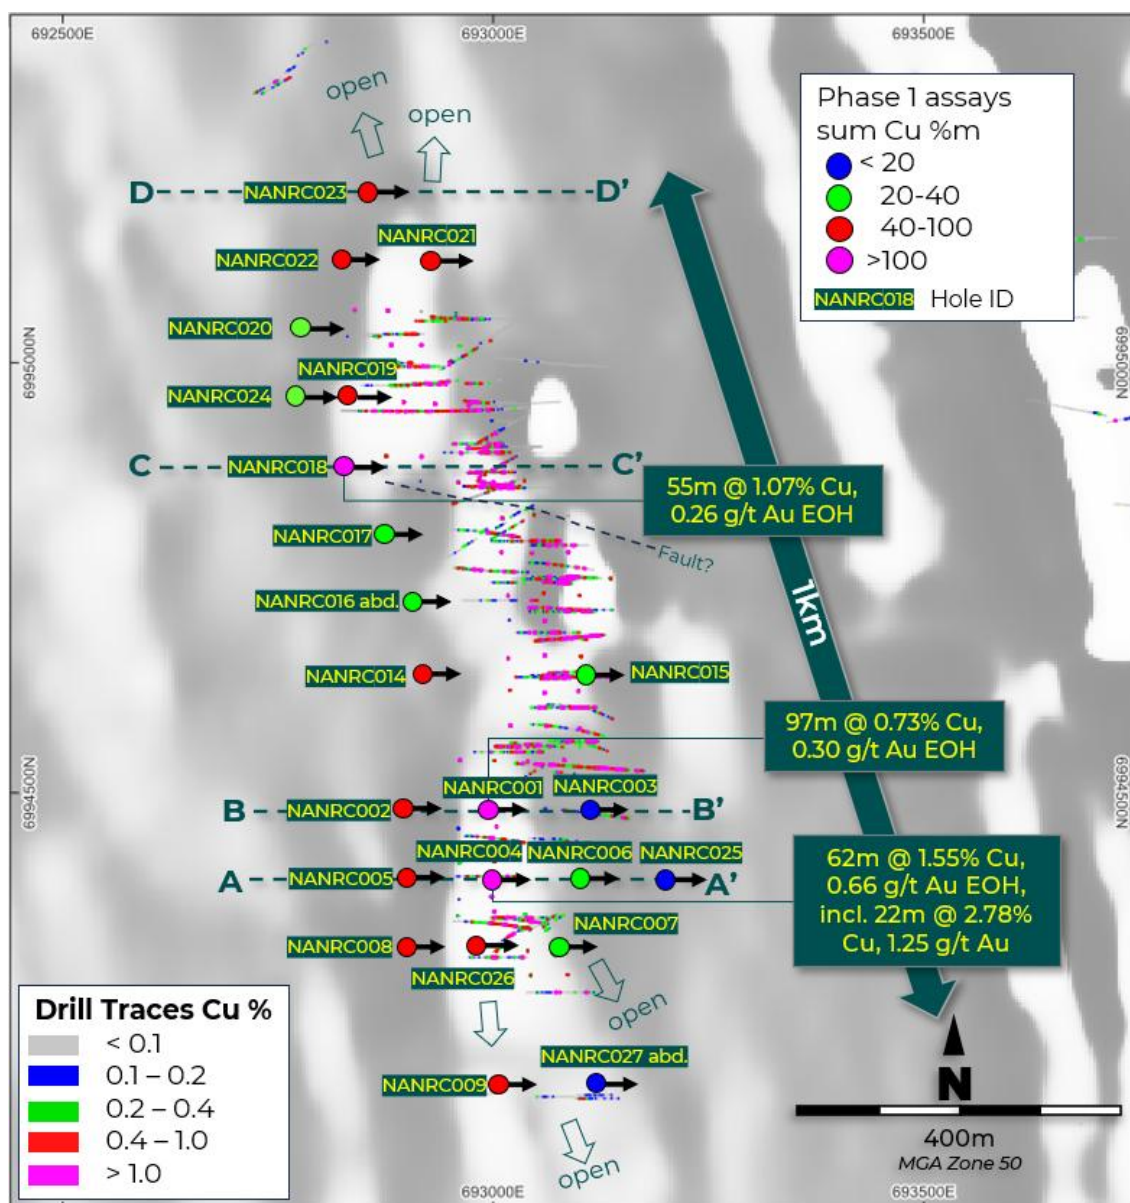 692500E
693000E
693500E
open
open
Phase 1 assays
sum Cu %m
< 20
20-40
40-100
>100
NANRC018 Hole ID
D
NANRC023
D'
NANRC021
NANRC022
NANRC020
6995000N
6995000N
NANRC019
NANRC024
C
NANRC018
C'
55m @ 1.07% Cu,
0.26 g/t Au EOH
NANRC017
Fault?
NANRC016 abd.
1km
NANRC014
NANRC015
97m @ 0.73% Cu,
0.30 g/t Au EOH
6994500N
6994500N
NANRC001
NANRC003
B
NANRC002
B'
NANRC004
NANRC006
NANRC025
A
NANRC005
A'
62m @ 1.55% Cu,
0.66 g/t Au EOH,
incl. 22m @ 2.78%
Cu, 1.25 g/t Au
NANRC007
NANRC008
NANRC026
open
Drill Traces Cu %
< 0.1
0.1 – 0.2
0.2 – 0.4
0.4 – 1.0
> 1.0
NANRC027 abd.
NANRC009
open
N
400m
MGA Zone 50
693000E
693500E